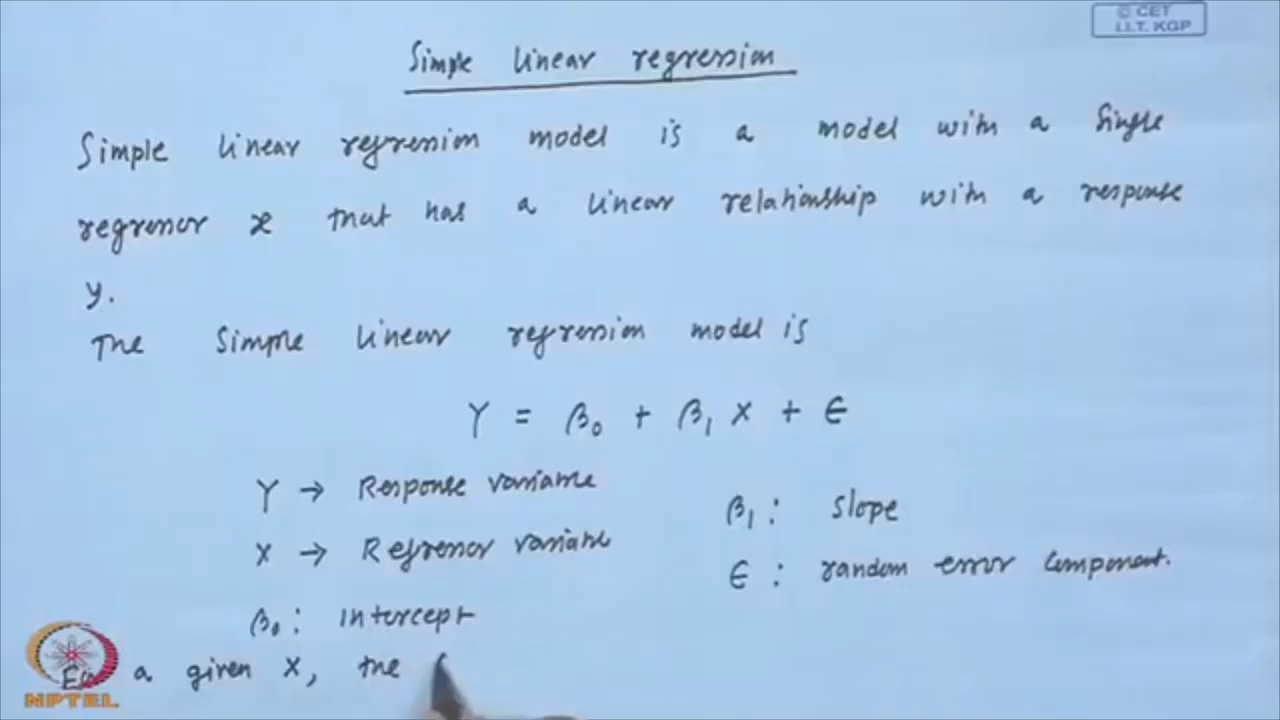 © CET
I.I.T. KGP
Simple linear regression
Simple linear regression model is a model with a single
regressor x that has a linear relationship with a response
y.
The simple linear regression model is
Y = β₀ + β₁ X + ϵ
Y → Response variable
X → Regressor variable
β₀ : intercept
β₁ : slope
ϵ : random error component.
a given X, the
NPTEL